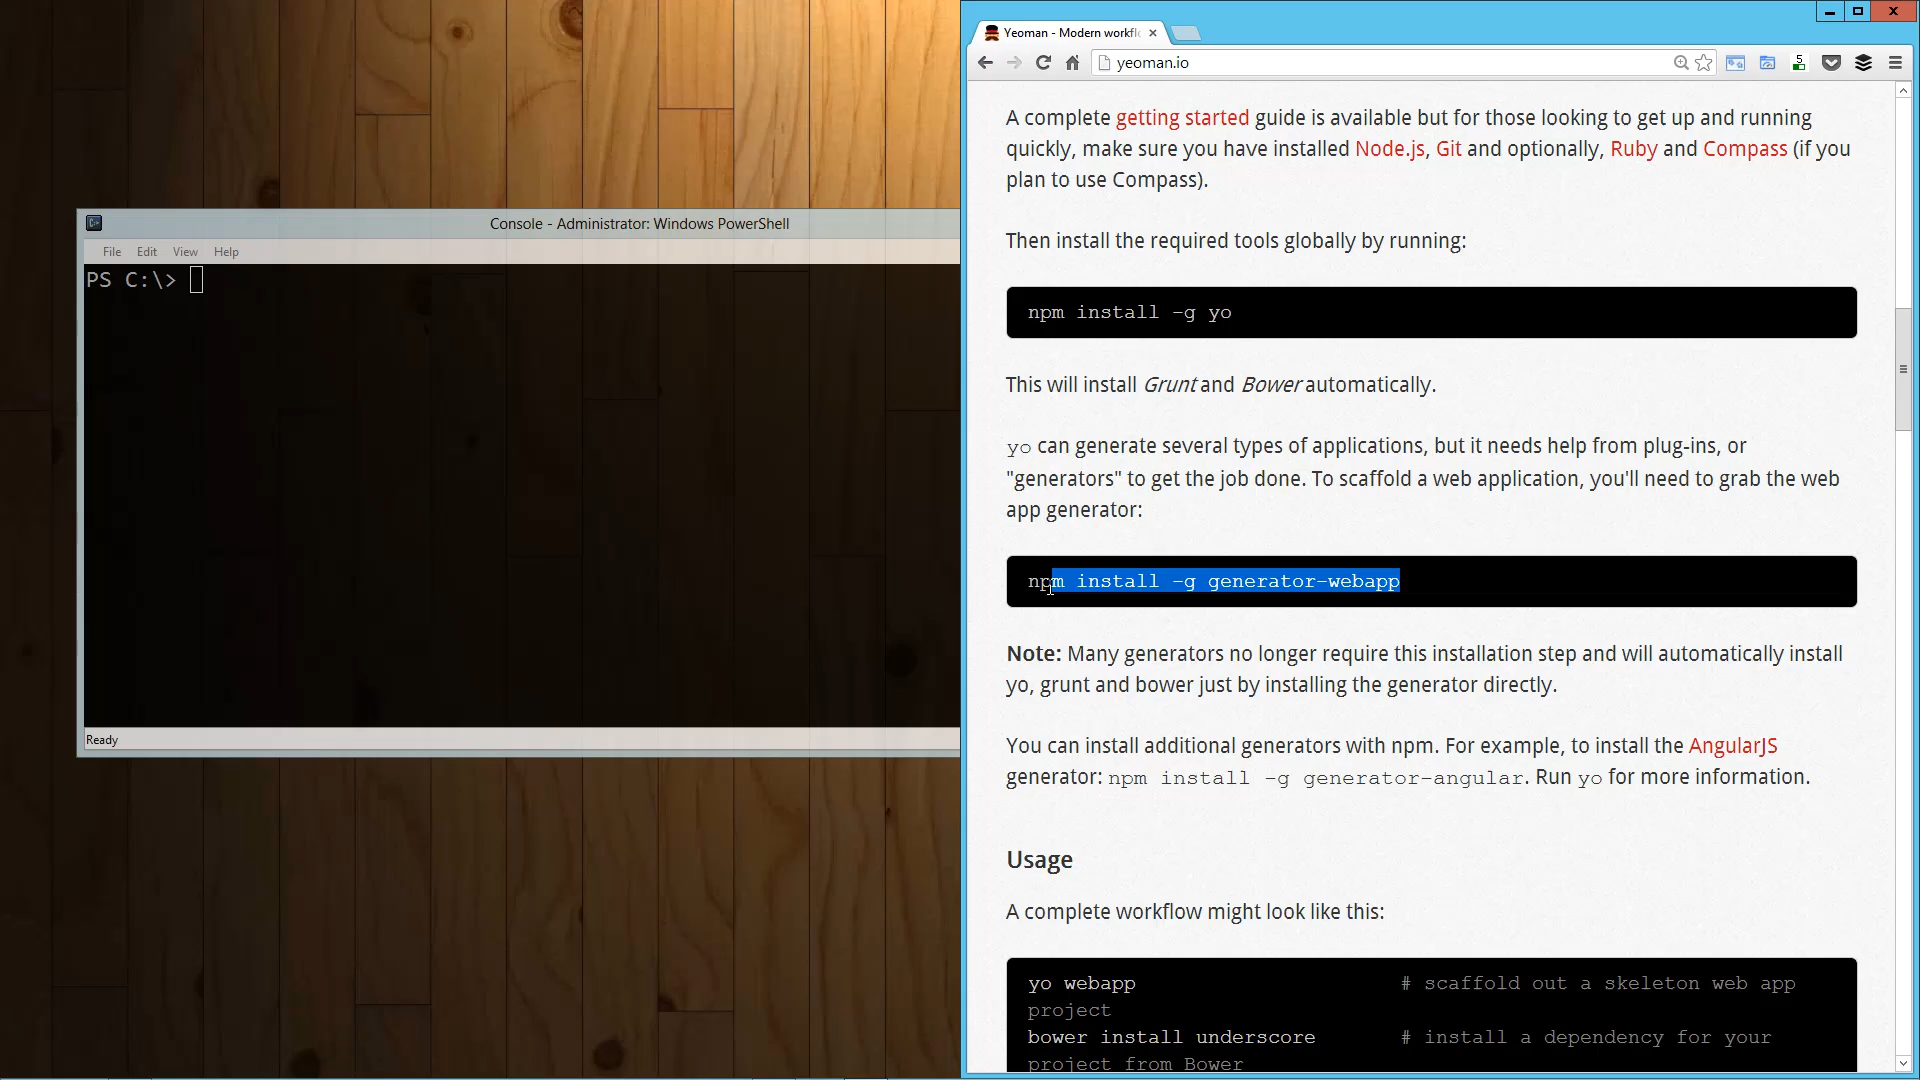 Console - Administrator: Windows PowerShell
File Edit View Help
PS C:\>
Ready
Yeoman - Modern workfl
yeoman.io
5
A complete getting started guide is available but for those looking to get up and running
quickly, make sure you have installed Node.js, Git and optionally, Ruby and Compass (if you
plan to use Compass).
Then install the required tools globally by running:
npm install -g yo
This will install Grunt and Bower automatically.
yo can generate several types of applications, but it needs help from plug-ins, or
"generators" to get the job done. To scaffold a web application, you'll need to grab the web
app generator:
npm install -g generator-webapp
Note: Many generators no longer require this installation step and will automatically install
yo, grunt and bower just by installing the generator directly.
You can install additional generators with npm. For example, to install the AngularJS
generator: npm install -g generator-angular. Run yo for more information.
Usage
A complete workflow might look like this:
yo webapp # scaffold out a skeleton web app
project
bower install underscore # install a dependency for your
project from Bower